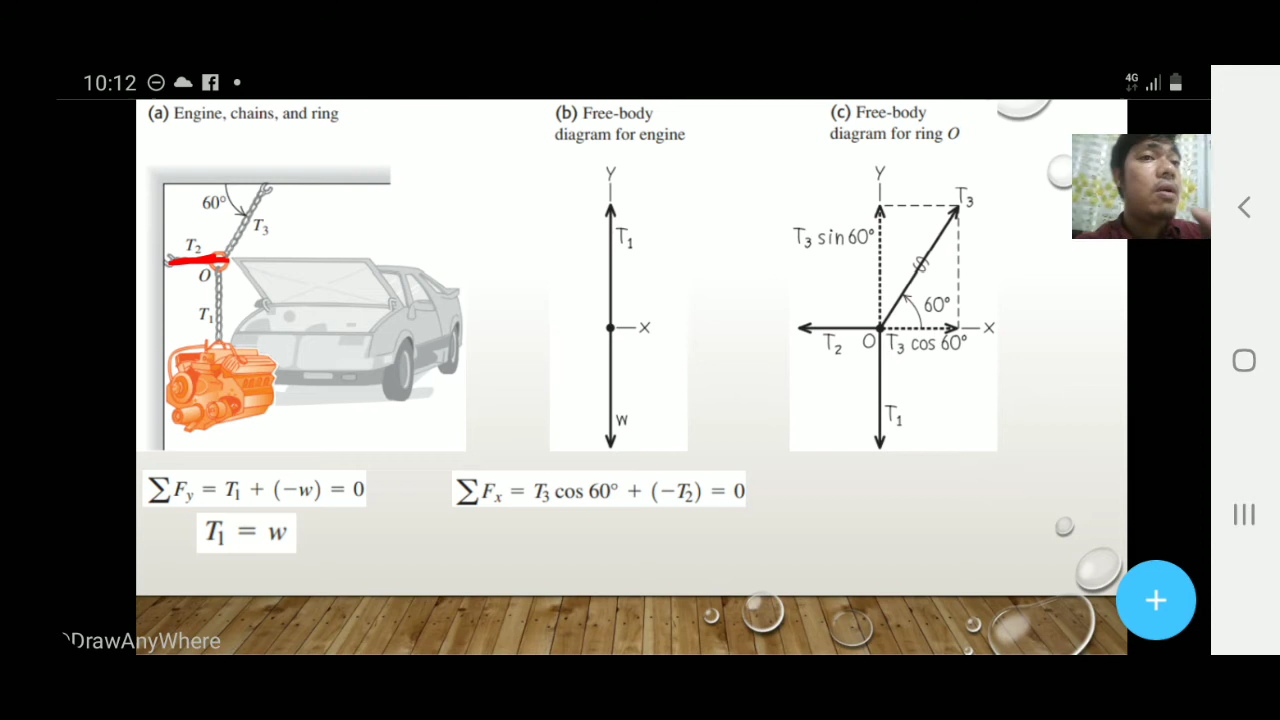 10:12
4G
(a) Engine, chains, and ring
(b) Free-body
diagram for engine
(c) Free-body
diagram for ring O
60°
T₃
T₂
O
T₁
Y
T₁
X
w
Y
T₃
T₃ sin 60°
60°
X
T₂ O T₃ cos 60°
T₁
∑Fy = T₁ + (−w) = 0
T₁ = w
∑Fx = T₃ cos 60° + (−T₂) = 0
DrawAnyWhere